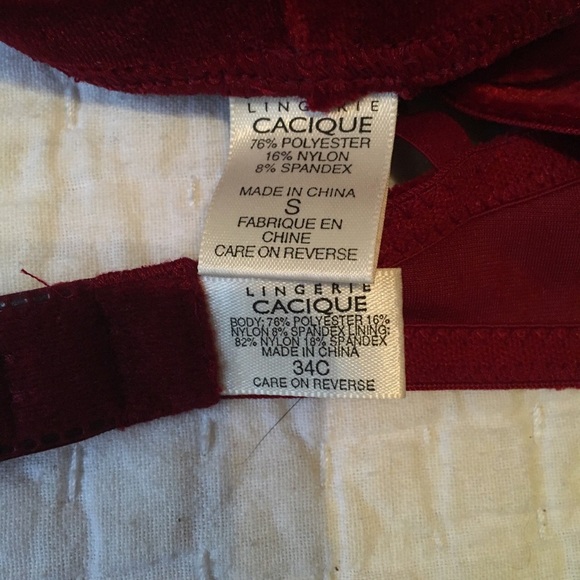 LINGERIE
CACIQUE
76% POLYESTER
16% NYLON
8% SPANDEX
MADE IN CHINA
S
FABRIQUE EN
CHINE
CARE ON REVERSE
LINGERIE
CACIQUE
BODY: 76% POLYESTER 16%
NYLON 8% SPANDEX LINING:
82% NYLON 18% SPANDEX
MADE IN CHINA
34C
CARE ON REVERSE